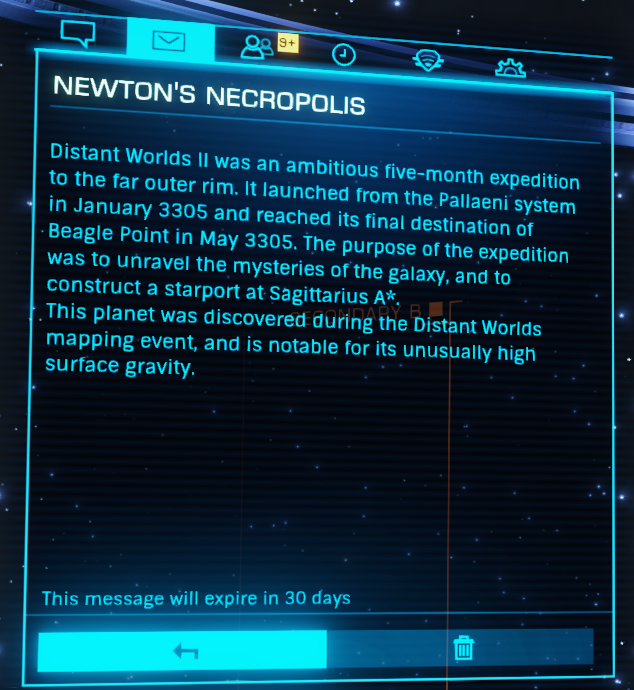 9+
NEWTON'S NECROPOLIS
Distant Worlds II was an ambitious five-month expedition
to the far outer rim. It launched from the Pallaeni system
in January 3305 and reached its final destination of
Beagle Point in May 3305. The purpose of the expedition
was to unravel the mysteries of the galaxy, and to
construct a starport at Sagittarius A*.
This planet was discovered during the Distant Worlds
mapping event, and is notable for its unusually high
surface gravity.
SECONDARY B
This message will expire in 30 days